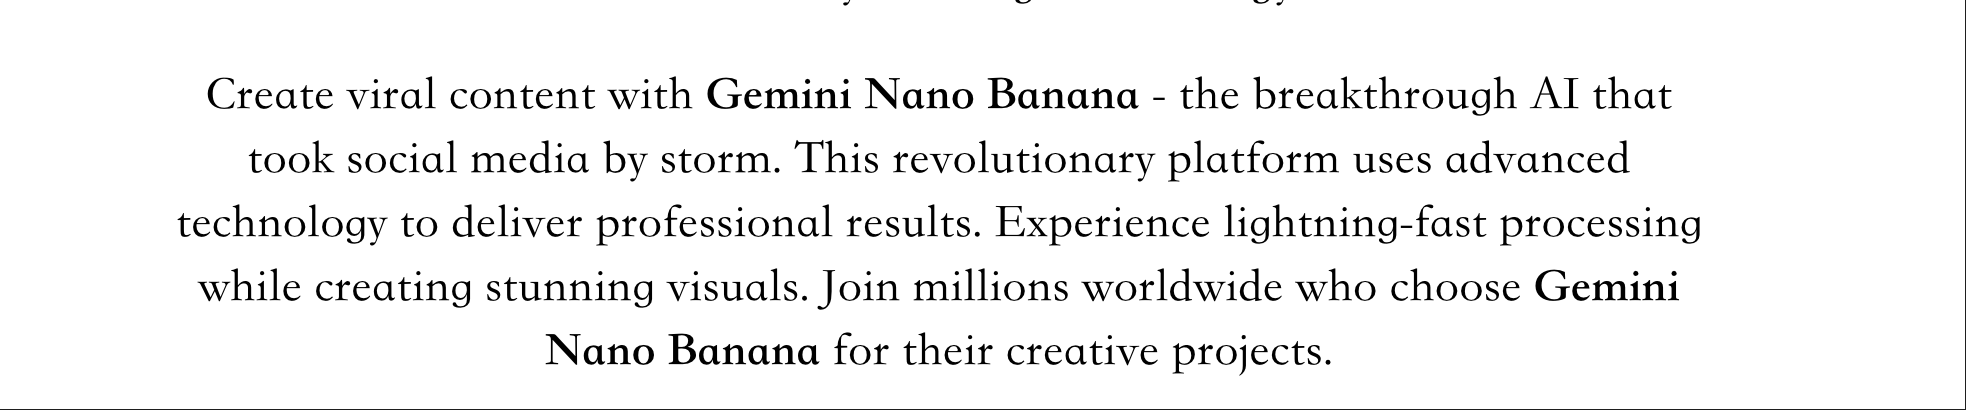 Create viral content with Gemini Nano Banana - the breakthrough AI that
took social media by storm. This revolutionary platform uses advanced
technology to deliver professional results. Experience lightning-fast processing
while creating stunning visuals. Join millions worldwide who choose Gemini
Nano Banana for their creative projects.